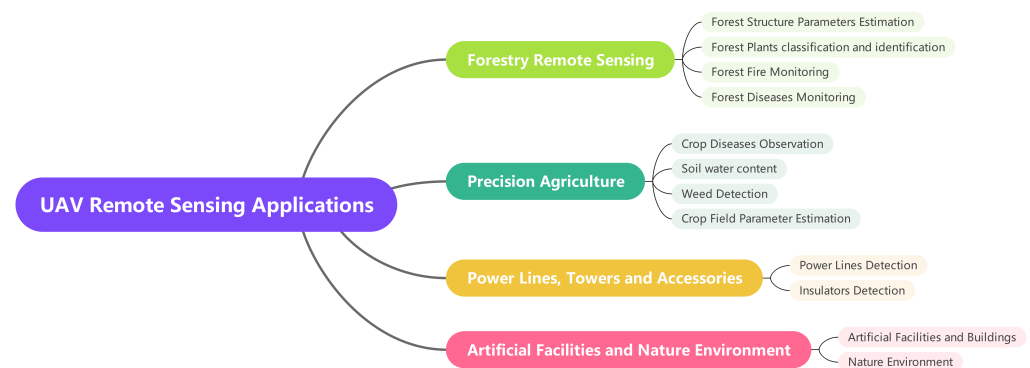 UAV Remote Sensing Applications
Forestry Remote Sensing
Forest Structure Parameters Estimation
Forest Plants classification and identification
Forest Fire Monitoring
Forest Diseases Monitoring
Precision Agriculture
Crop Diseases Observation
Soil water content
Weed Detection
Crop Field Parameter Estimation
Power Lines, Towers and Accessories
Power Lines Detection
Insulators Detection
Artificial Facilities and Nature Environment
Artificial Facilities and Buildings
Nature Environment